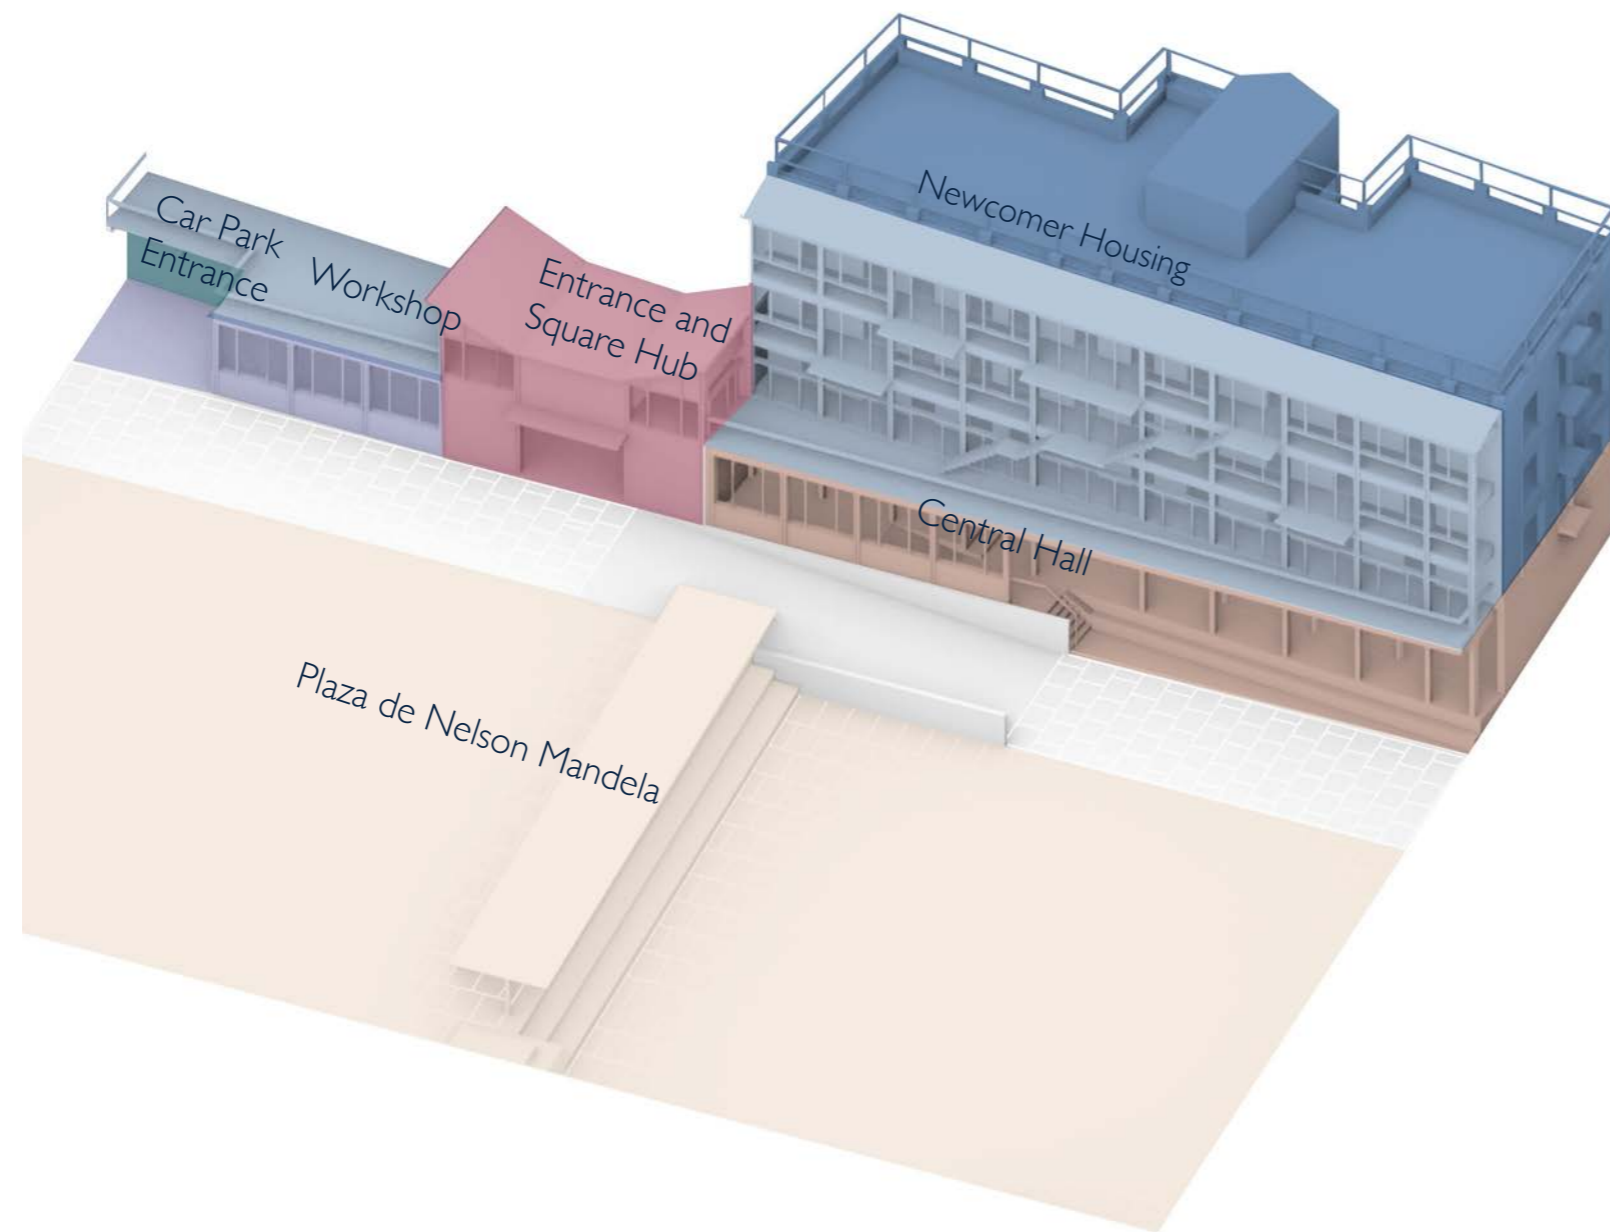 Car Park
Entrance
Workshop
Entrance and
Square Hub
Newcomer Housing
Central Hall
Plaza de Nelson Mandela